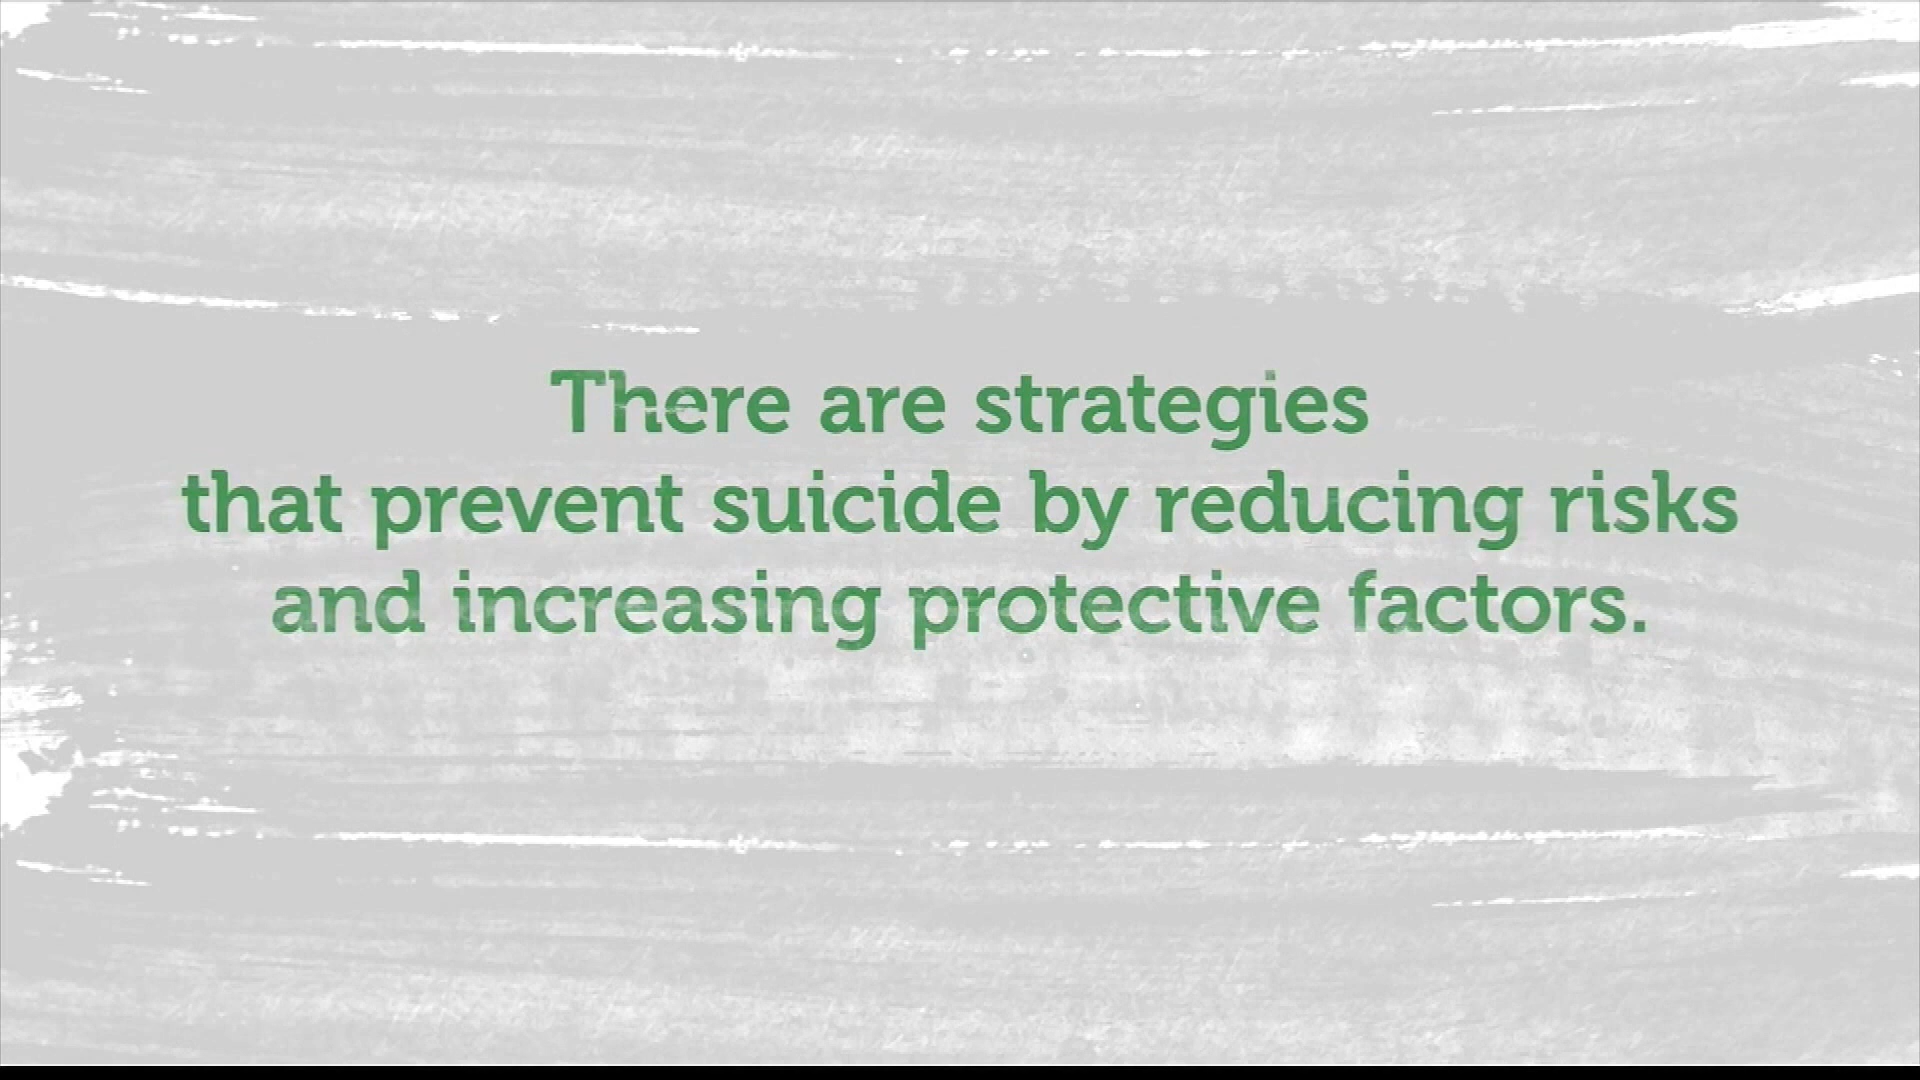 There are strategies
that prevent suicide by reducing risks
and increasing protective factors.